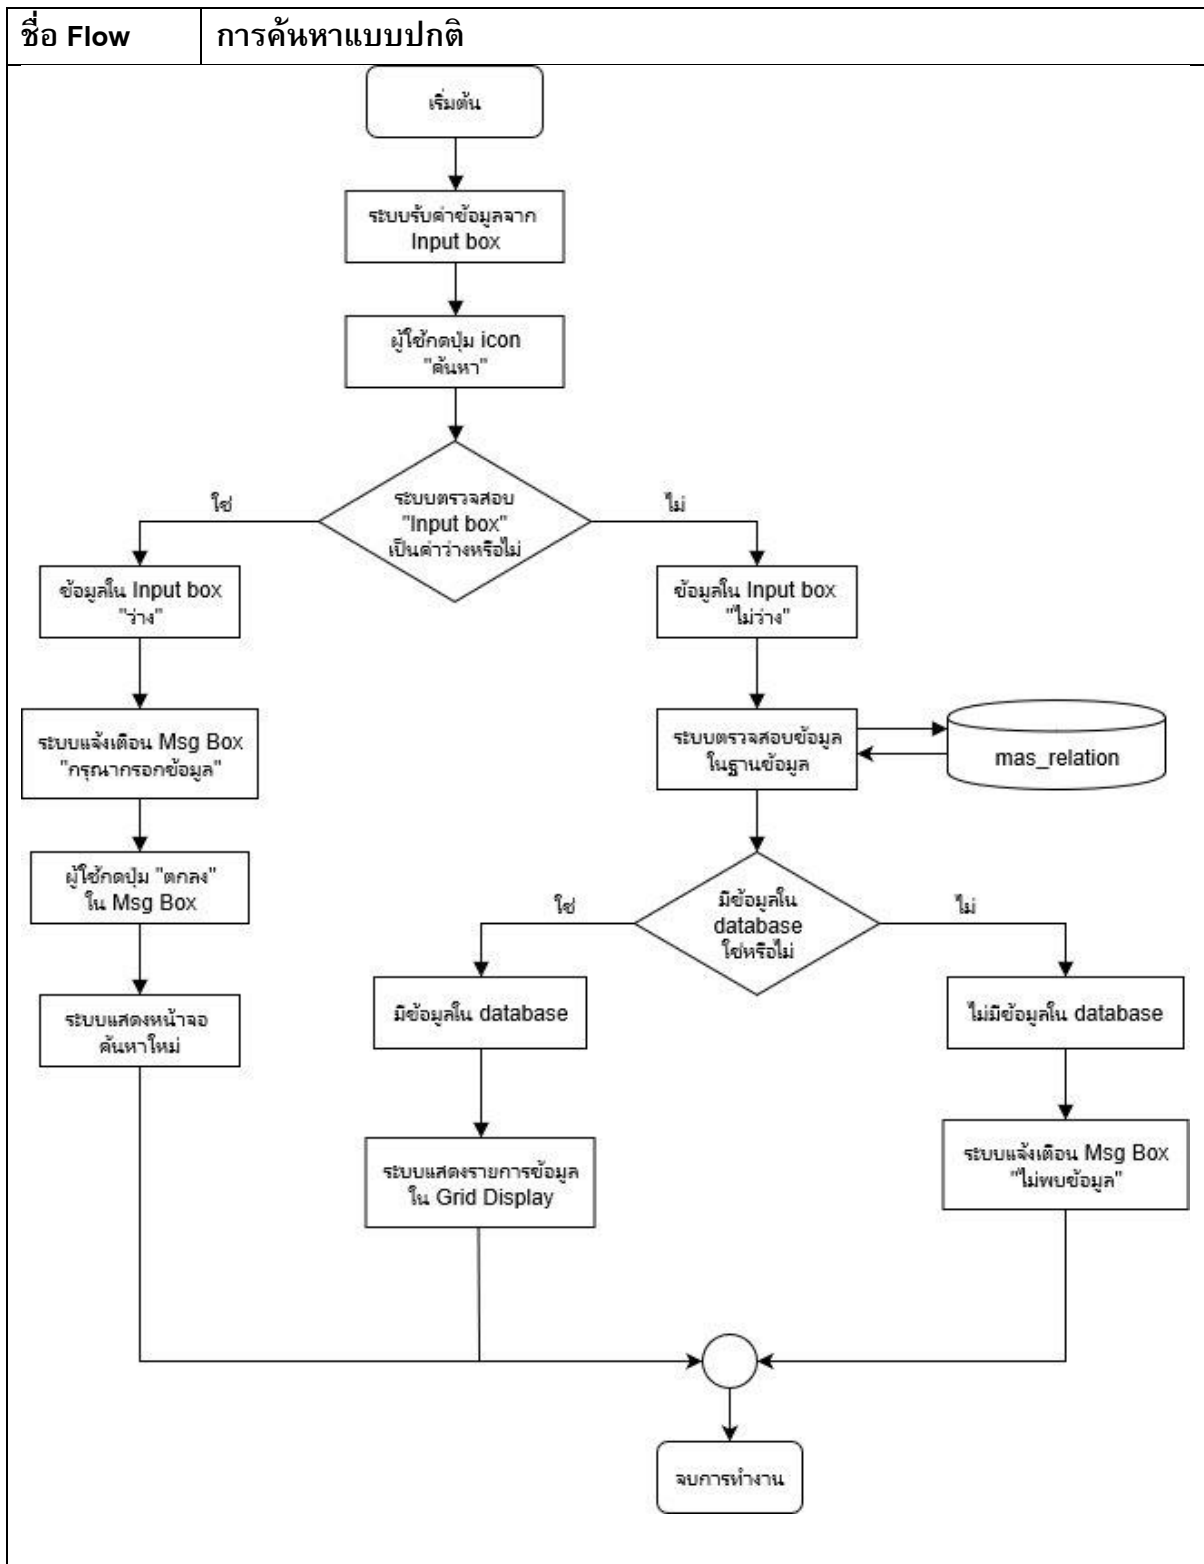 ชื่อ Flow
การค้นหาแบบปกติ
เริ่มต้น
ระบบรับค่าข้อมูลจาก
Input box
ผู้ใช้กดปุ่ม icon
"ค้นหา"
ระบบตรวจสอบ
"Input box"
เป็นค่าว่างหรือไม่
ใช่
ไม่
ข้อมูลใน Input box
"ว่าง"
ข้อมูลใน Input box
"ไม่ว่าง"
ระบบแจ้งเตือน Msg Box
"กรุณากรอกข้อมูล"
ระบบตรวจสอบข้อมูล
ในฐานข้อมูล
mas_relation
ผู้ใช้กดปุ่ม "ตกลง"
ใน Msg Box
มีข้อมูลใน
database
ใช่หรือไม่
ใช่
ไม่
ระบบแสดงหน้าจอ
ค้นหาใหม่
มีข้อมูลใน database
ไม่มีข้อมูลใน database
ระบบแสดงรายการข้อมูล
ใน Grid Display
ระบบแจ้งเตือน Msg Box
"ไม่พบข้อมูล"
จบการทำงาน